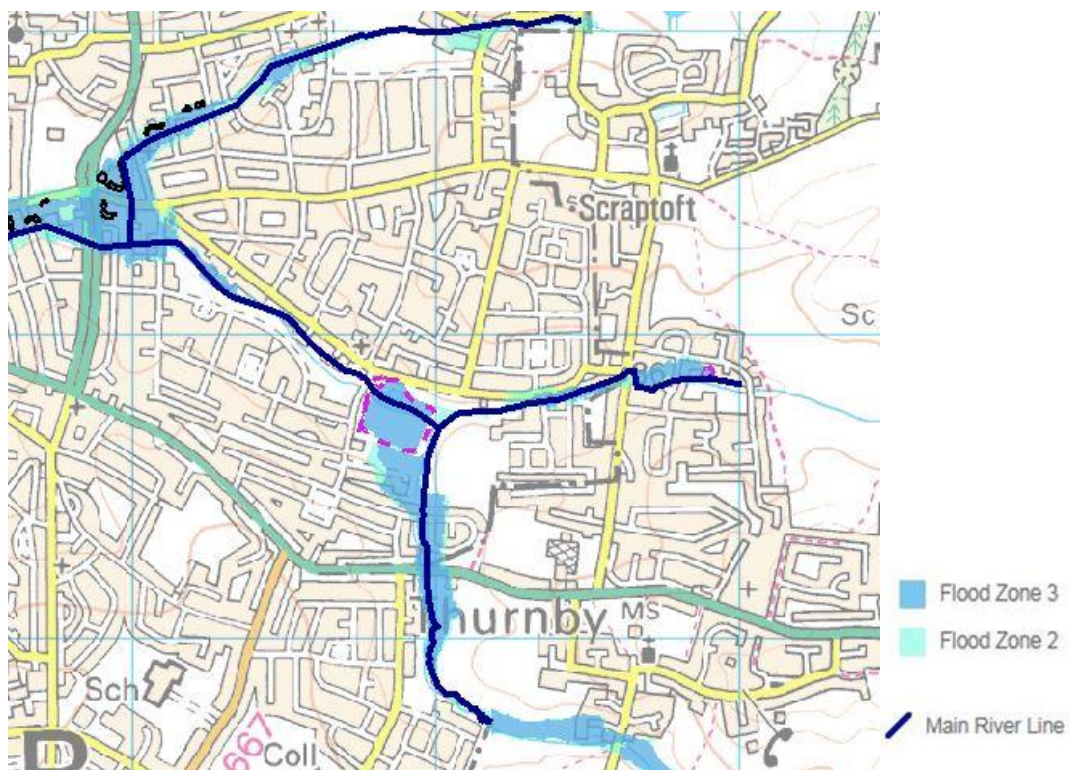 Scraptoft
Sc
Thurnby
MS
Sch
667
Coll
Flood Zone 3
Flood Zone 2
Main River Line